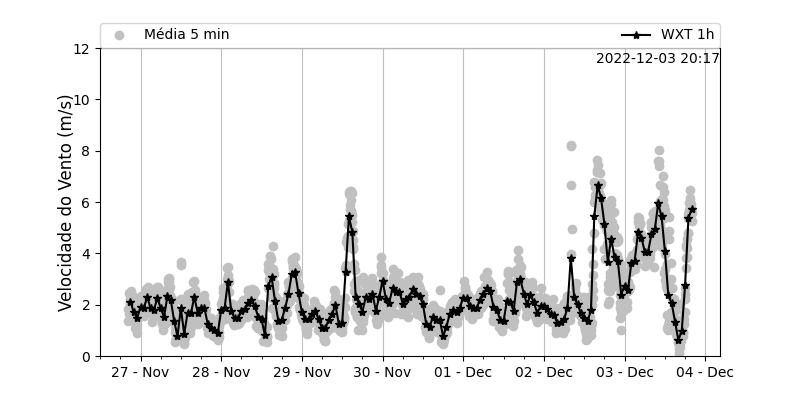 Média 5 min
WXT 1h
2022-12-03 20:17
Velocidade do Vento (m/s)
12
10
8
6
4
2
0
27 - Nov
28 - Nov
29 - Nov
30 - Nov
01 - Dec
02 - Dec
03 - Dec
04 - Dec